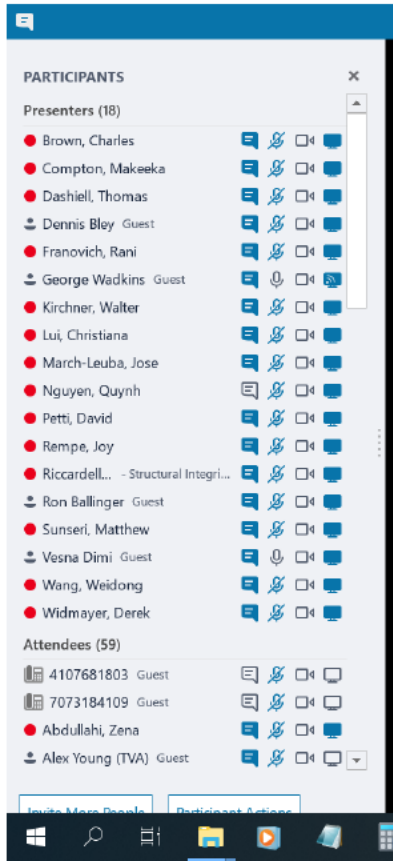 PARTICIPANTS
Presenters (18)
Brown, Charles
Compton, Makeeka
Dashiell, Thomas
Dennis Bley Guest
Franovich, Rani
George Wadkins Guest
Kirchner, Walter
Lui, Christiana
March-Leuba, Jose
Nguyen, Quynh
Petti, David
Rempe, Joy
Riccardell... - Structural Integri...
Ron Ballinger Guest
Sunseri, Matthew
Vesna Dimi Guest
Wang, Weidong
Widmayer, Derek
Attendees (59)
4107681803 Guest
7073184109 Guest
Abdullahi, Zena
Alex Young (TVA) Guest
Invite More People Participant Actions